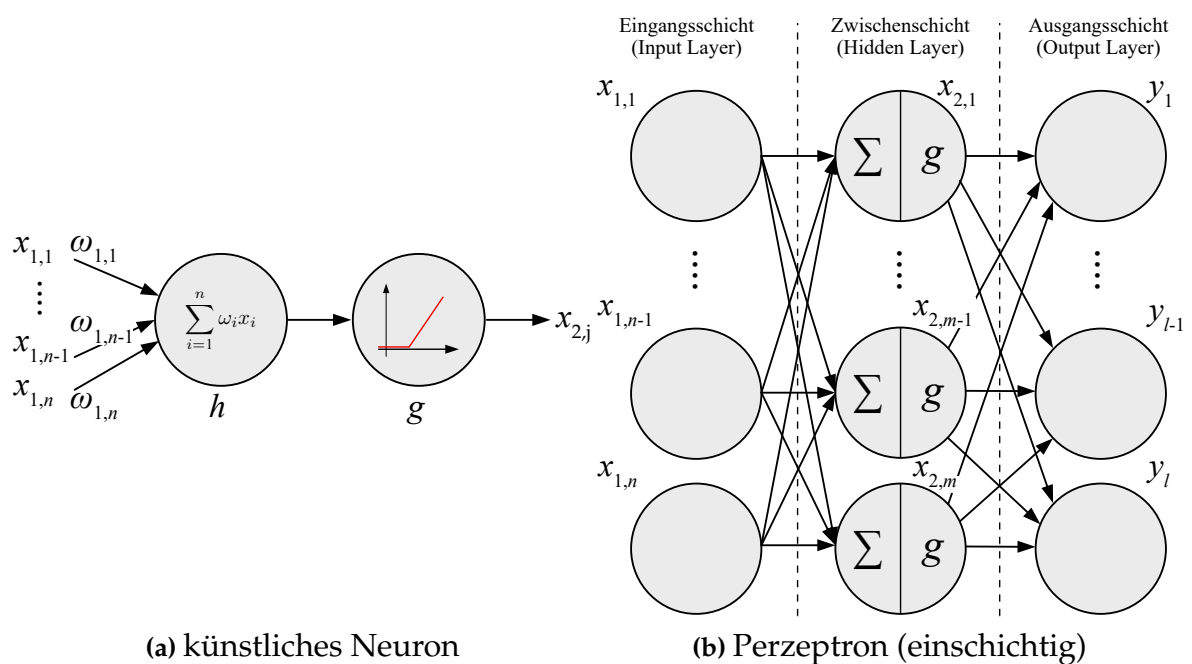 Eingangsschicht
(Input Layer)
Zwischenschicht
(Hidden Layer)
Ausgangsschicht
(Output Layer)
x1,1
x2,1
y1
∑ g
x1,1 ω1,1
x1,n-1 ω1,n-1
x1,n ω1,n
n
∑ ωixi
i=1
h
g
x2,j
x1,n-1
x2,m-1
yl-1
∑ g
x1,n
x2,m
yl
∑ g
(a) künstliches Neuron
(b) Perzeptron (einschichtig)